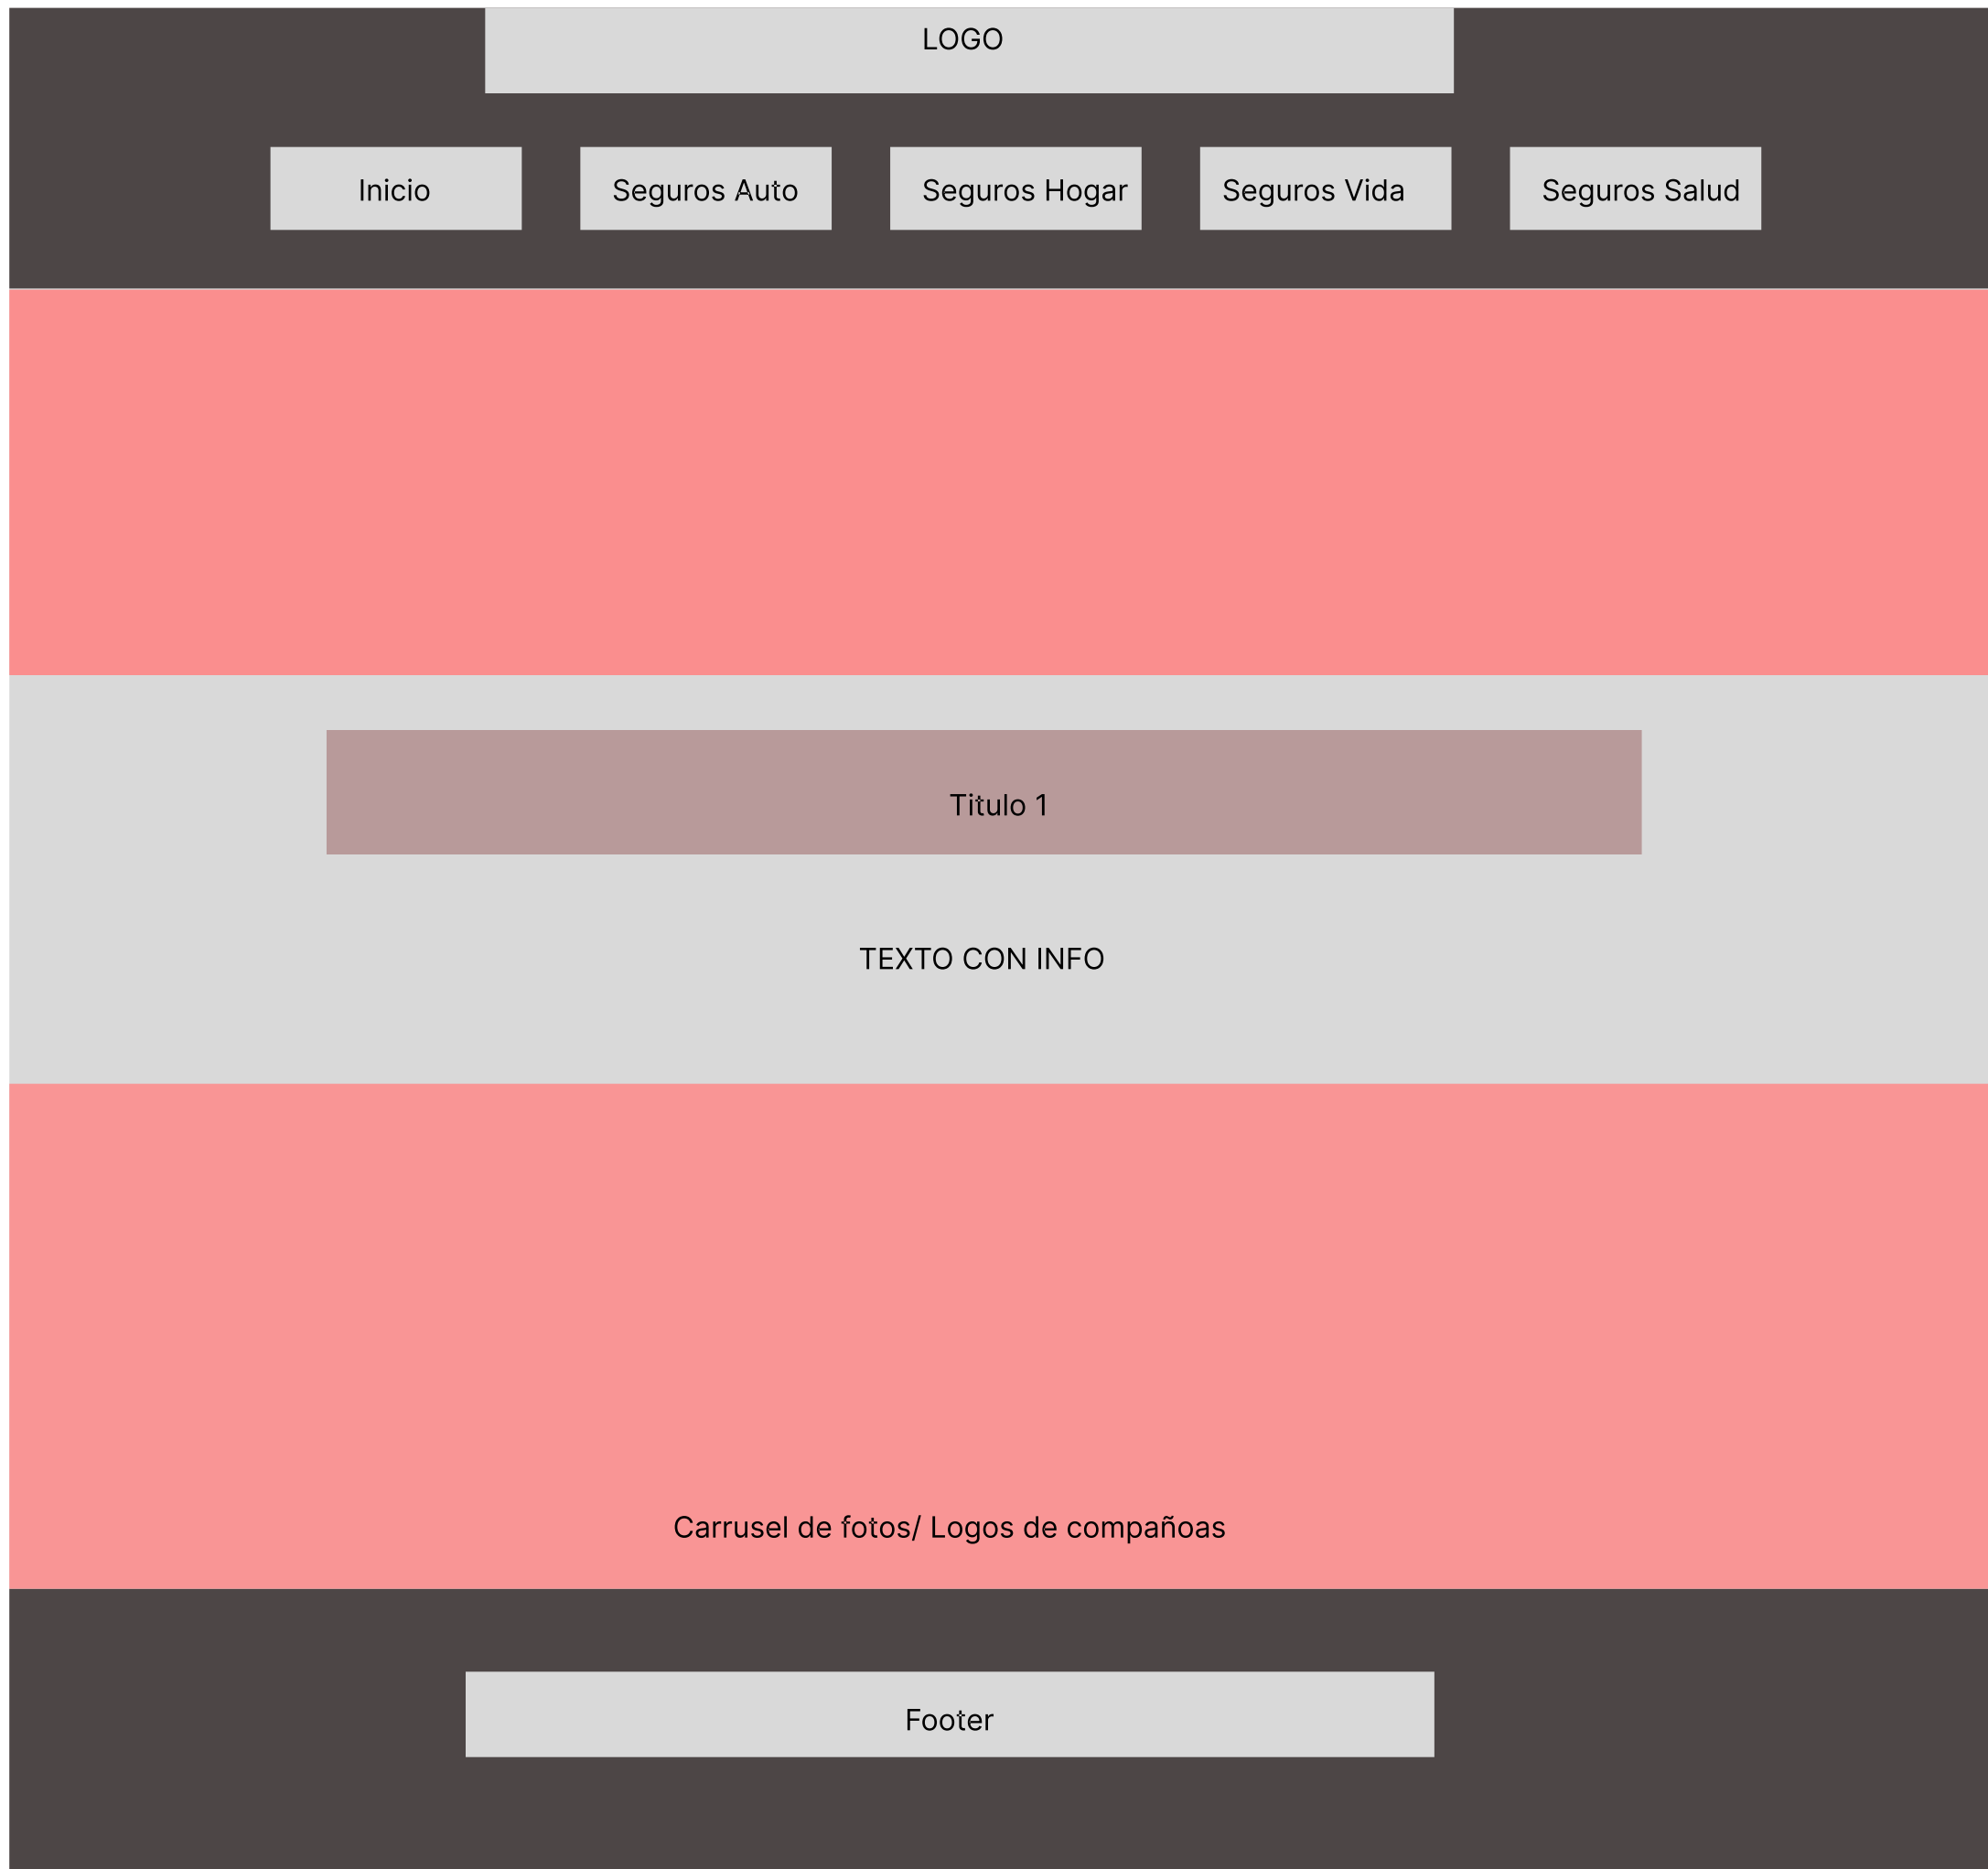 LOGO
Inicio
Seguros Auto
Seguros Hogar
Seguros Vida
Seguros Salud
Titulo 1
TEXTO CON INFO
Carrusel de fotos/ Logos de compañoas
Footer